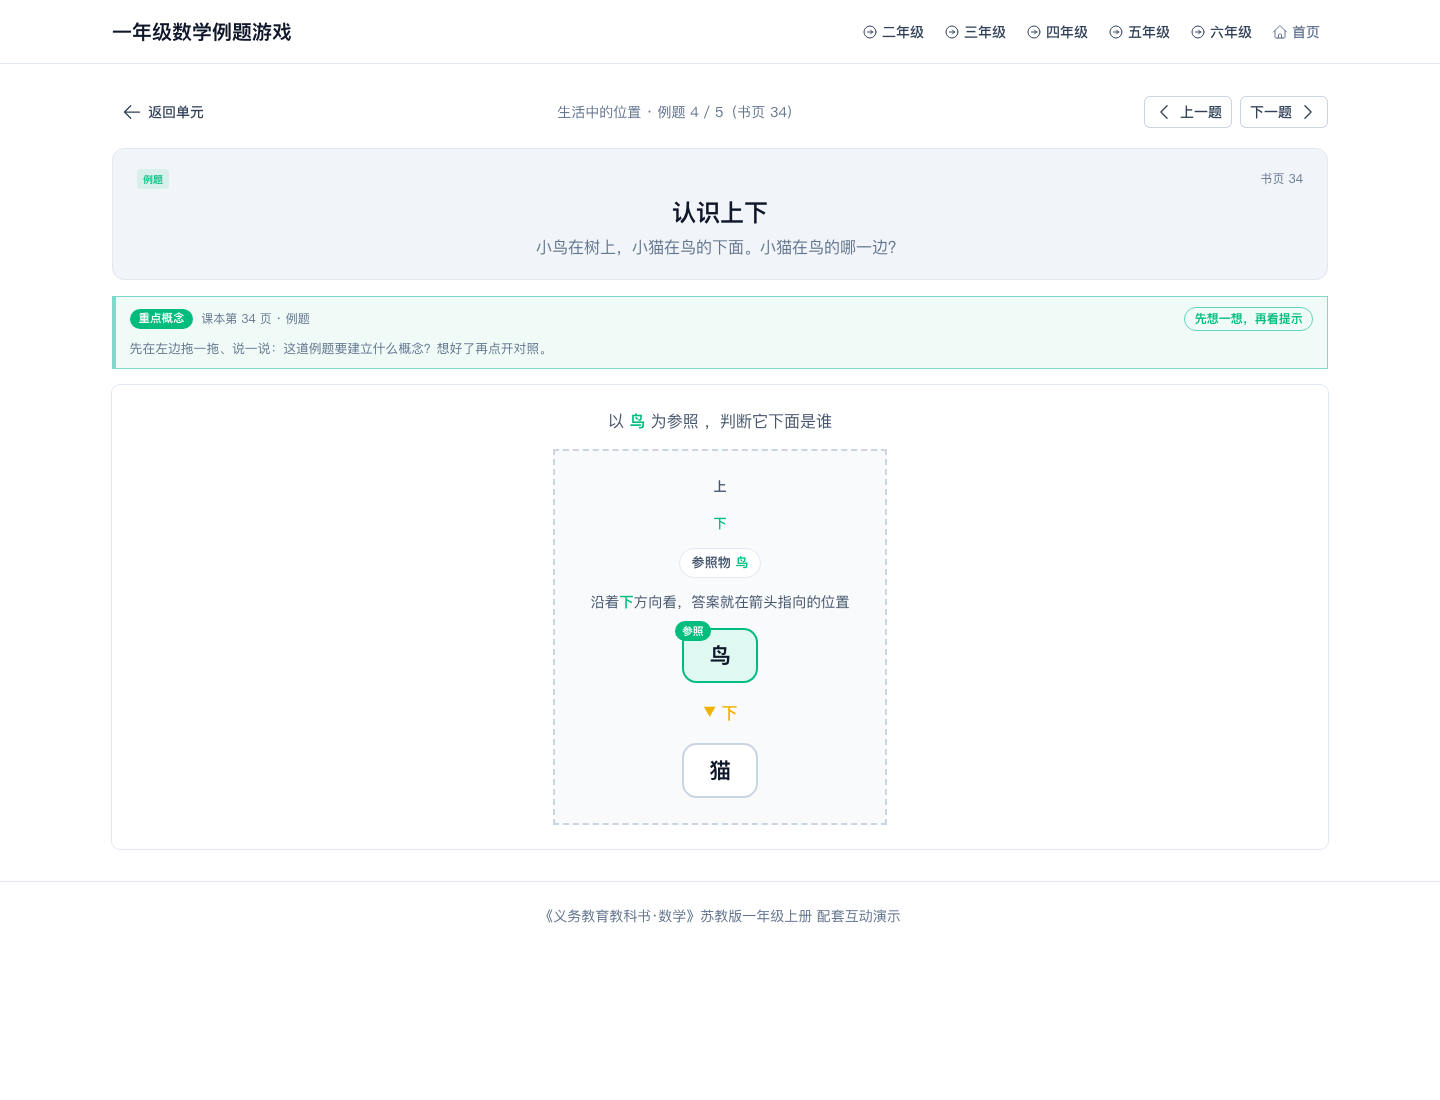 一年级数学例题游戏
二年级 三年级 四年级 五年级 六年级 首页
返回单元
生活中的位置 · 例题 4 / 5（书页 34）
上一题
下一题
例题
书页 34
认识上下
小鸟在树上，小猫在鸟的下面。小猫在鸟的哪一边？
重点概念
课本第 34 页 · 例题
先想一想，再看提示
先在左边拖一拖、说一说：这道例题要建立什么概念？想好了再点开对照。
以 鸟 为参照 ，判断它下面是谁
上
下
参照物 鸟
沿着下方向看，答案就在箭头指向的位置
参照
鸟
▼ 下
猫
《义务教育教科书·数学》苏教版一年级上册 配套互动演示